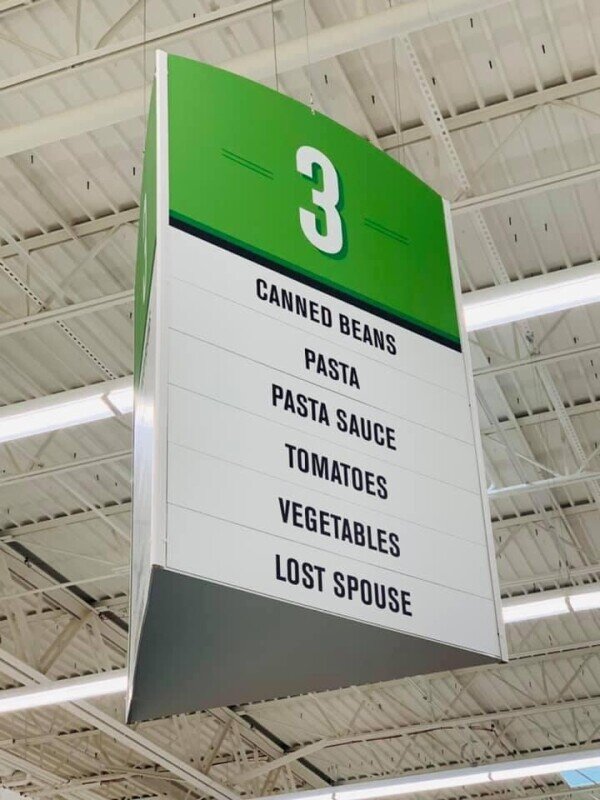 3
CANNED BEANS
PASTA
PASTA SAUCE
TOMATOES
VEGETABLES
LOST SPOUSE